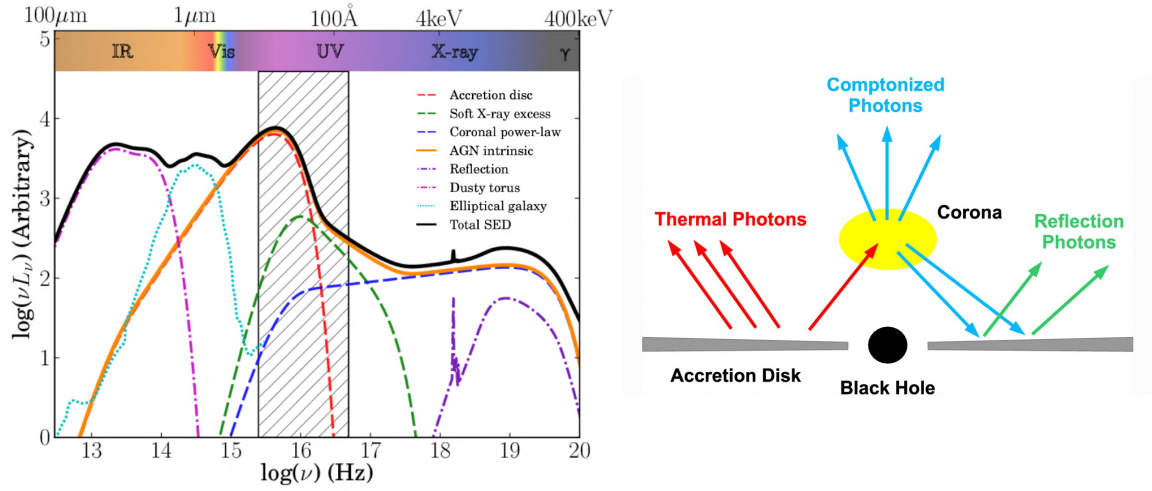 100μm 1μm 100Å 4keV 400keV
IR Vis UV X-ray γ
5
4
3
2
1
0
log(νLν) (Arbitrary)
Accretion disc
Soft X-ray excess
Coronal power-law
AGN intrinsic
Reflection
Dusty torus
Elliptical galaxy
Total SED
13 14 15 16 17 18 19 20
log(ν) (Hz)
Comptonized
Photons
Corona
Thermal Photons
Reflection
Photons
Accretion Disk
Black Hole